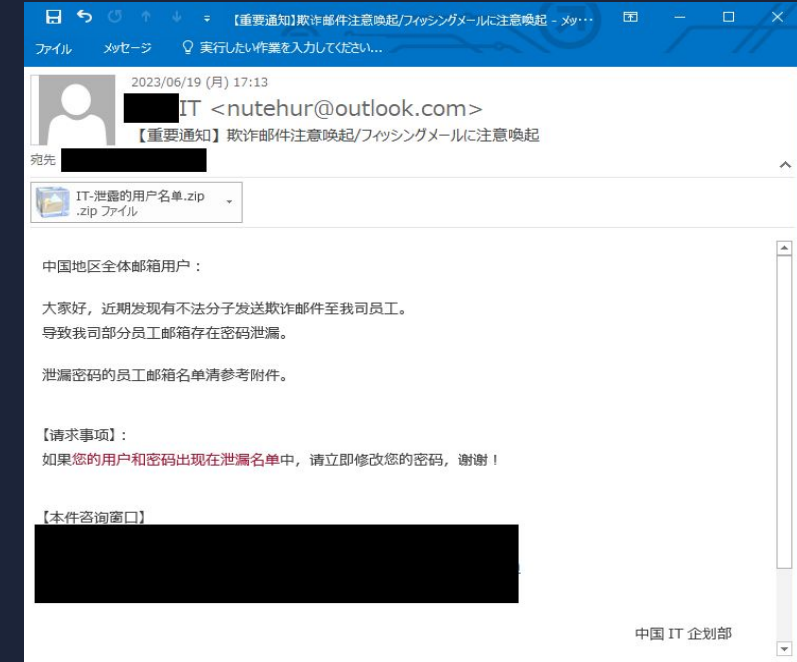 【重要通知】欺诈邮件注意喚起/フィッシングメールに注意喚起 - メッ…
ファイル メッセージ 実行したい作業を入力してください...
2023/06/19 (月) 17:13
IT <nutehur@outlook.com>
【重要通知】欺诈邮件注意喚起/フィッシングメールに注意喚起
宛先
IT-泄露的用户名单.zip
.zip ファイル
中国地区全体邮箱用户：
大家好，近期发现有不法分子发送欺诈邮件至我司员工。
导致我司部分员工邮箱存在密码泄漏。
泄漏密码的员工邮箱名单清参考附件。
【请求事项】：
如果您的用户和密码出现在泄漏名单中，请立即修改您的密码，谢谢！
【本件咨询窗口】
中国 IT 企划部